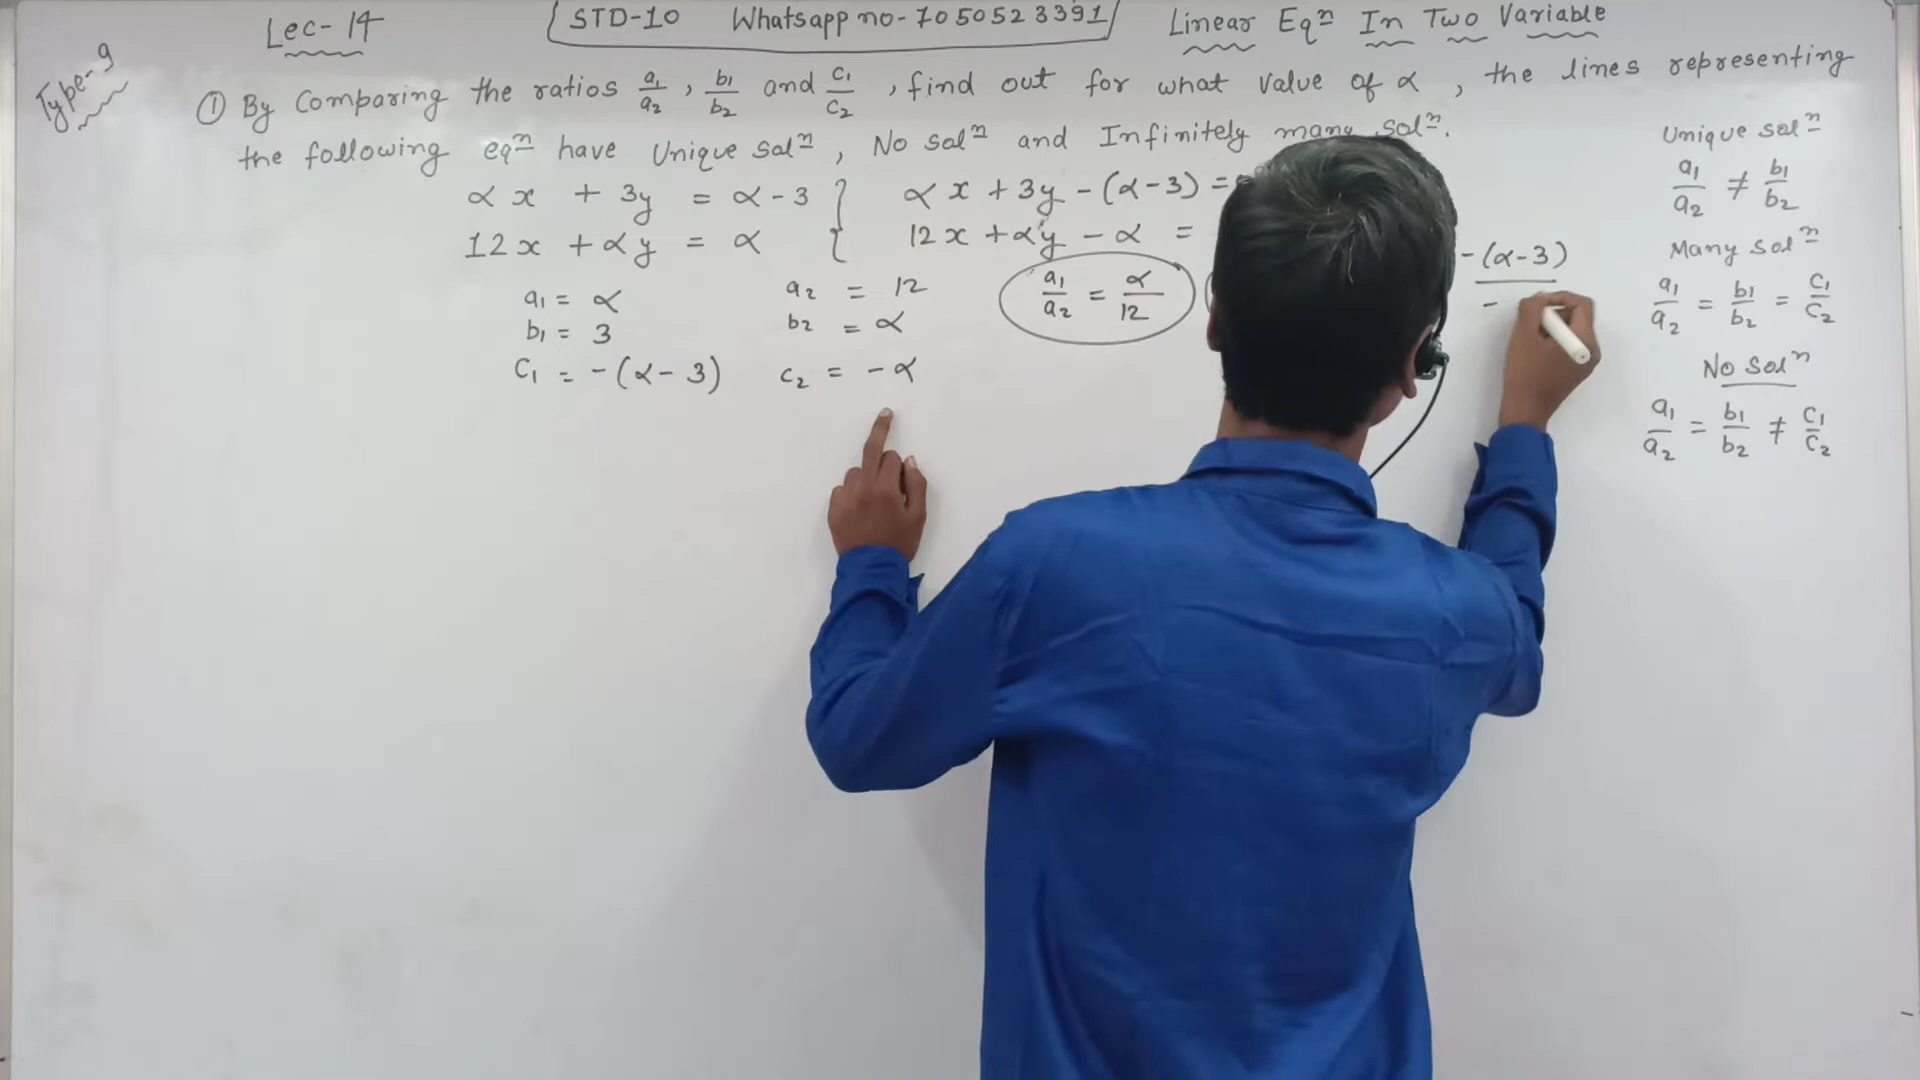 Lec-14
STD-10 Whatsapp no-7050523391
Linear Eqⁿ In Two Variable
Type-9
① By Comparing the ratios a₁/a₂ , b₁/b₂ and c₁/c₂ , find out for what value of α , the lines representing
the following eqⁿ have Unique solⁿ , No solⁿ and Infinitely many solⁿ.
αx + 3y = α-3 } αx + 3y - (α-3) =
12x + αy = α } 12x + αy - α =
a₁ = α a₂ = 12
b₁ = 3 b₂ = α
c₁ = -(α-3) c₂ = -α
a₁/a₂ = α/12
-(α-3)
-
Unique solⁿ
a₁/a₂ ≠ b₁/b₂
Many solⁿ
a₁/a₂ = b₁/b₂ = c₁/c₂
No Solⁿ
a₁/a₂ = b₁/b₂ ≠ c₁/c₂